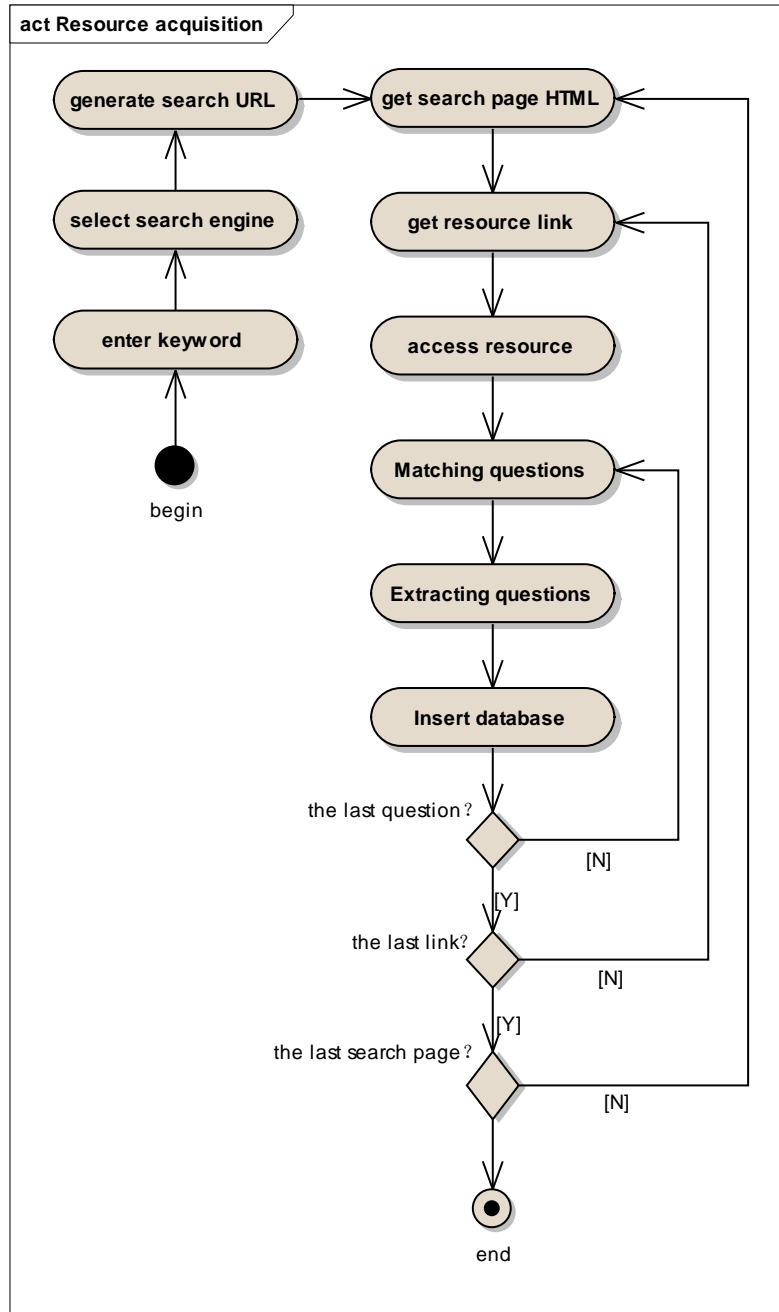 act Resource acquisition
generate search URL
get search page HTML
select search engine
get resource link
enter keyword
access resource
begin
Matching questions
Extracting questions
Insert database
the last question？
[N]
[Y]
the last link？
[N]
[Y]
the last search page？
[N]
end